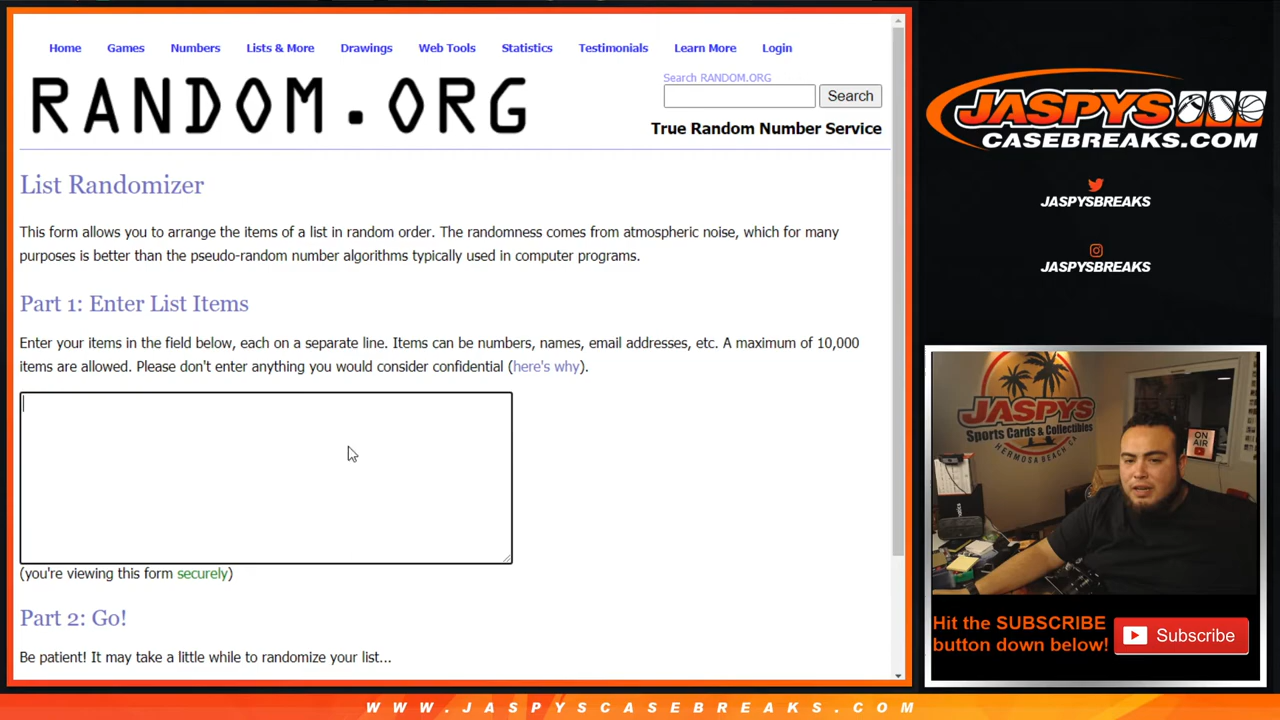 Home Games Numbers Lists & More Drawings Web Tools Statistics Testimonials Learn More Login
RANDOM.ORG
Search RANDOM.ORG
Search
True Random Number Service
List Randomizer
This form allows you to arrange the items of a list in random order. The randomness comes from atmospheric noise, which for many
purposes is better than the pseudo-random number algorithms typically used in computer programs.
Part 1: Enter List Items
Enter your items in the field below, each on a separate line. Items can be numbers, names, email addresses, etc. A maximum of 10,000
items are allowed. Please don't enter anything you would consider confidential (here's why).
(you're viewing this form securely)
Part 2: Go!
Be patient! It may take a little while to randomize your list...
JASPYS
CASEBREAKS.COM
JASPYSBREAKS
JASPYSBREAKS
JASPYS
Sports Cards & Collectibles
HERMOSA BEACH CA
ON
AIR
Hit the SUBSCRIBE
button down below!
Subscribe
WWW.JASPYSCASEBREAKS.COM